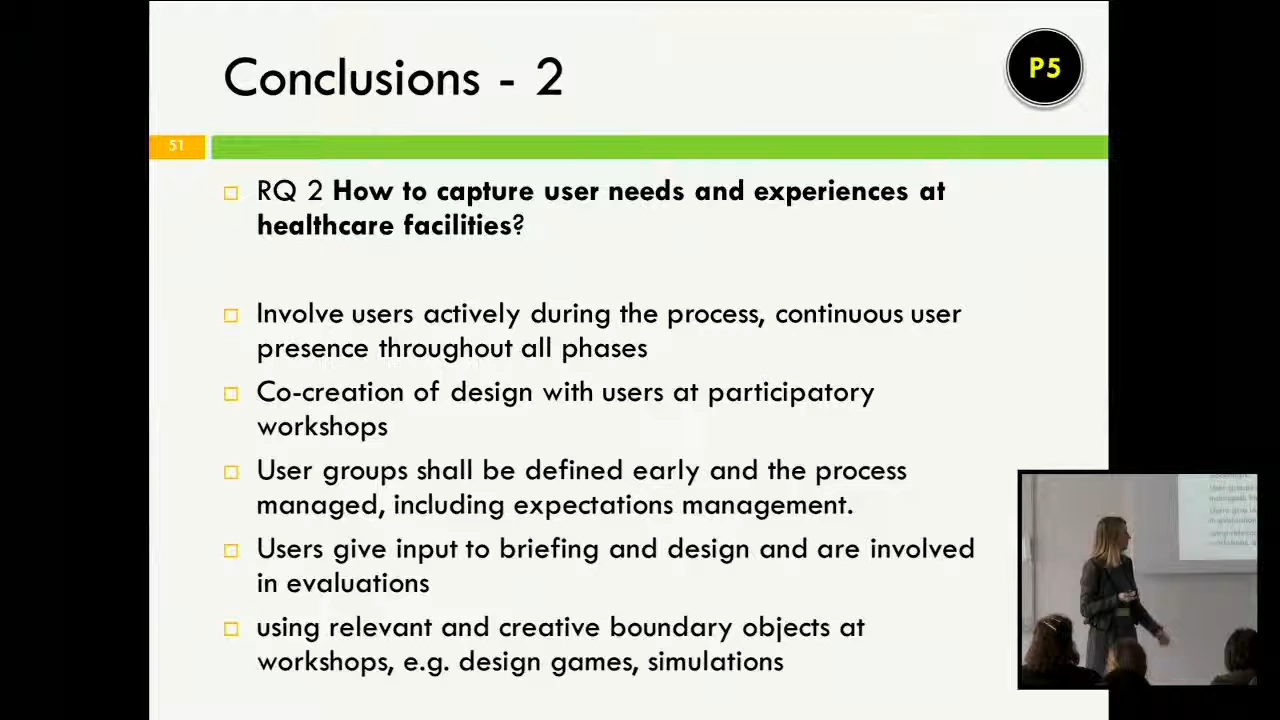 Conclusions - 2
P5
51
RQ 2 How to capture user needs and experiences at
healthcare facilities?
Involve users actively during the process, continuous user
presence throughout all phases
Co-creation of design with users at participatory
workshops
User groups shall be defined early and the process
managed, including expectations management.
Users give input to briefing and design and are involved
in evaluations
using relevant and creative boundary objects at
workshops, e.g. design games, simulations